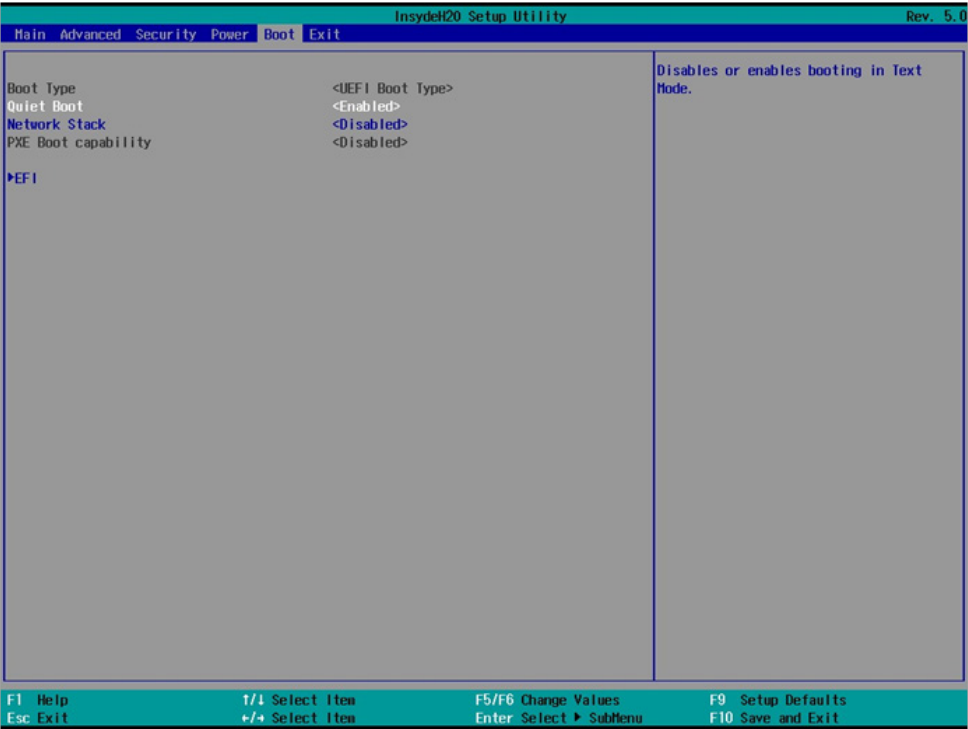 InsydeH20 Setup Utility Rev. 5.0
Main Advanced Security Power Boot Exit
Disables or enables booting in Text
Mode.
Boot Type <UEFI Boot Type>
Quiet Boot <Enabled>
Network Stack <Disabled>
PXE Boot capability <Disabled>
▶EFI
F1 Help ↑/↓ Select Item F5/F6 Change Values F9 Setup Defaults
Esc Exit ←/→ Select Item Enter Select ▶ SubMenu F10 Save and Exit